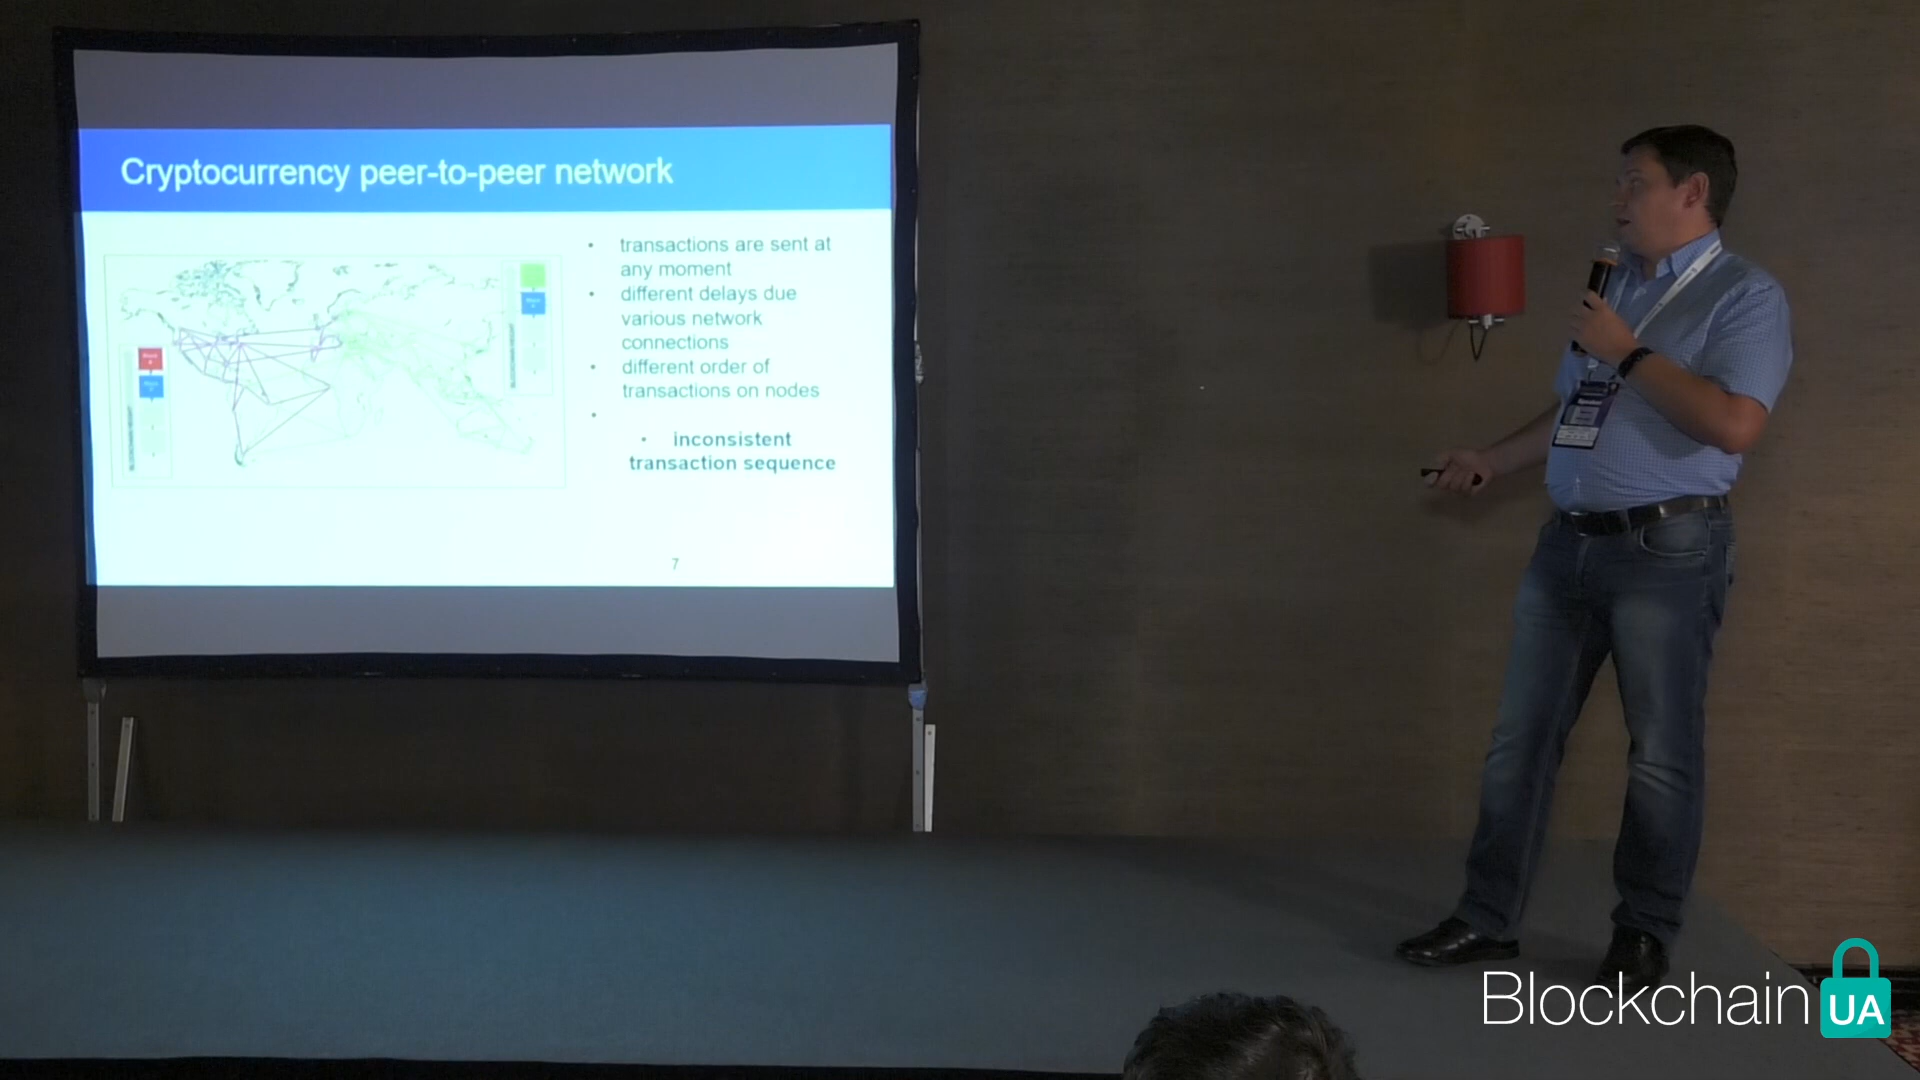 Cryptocurrency peer-to-peer network
• transactions are sent at
any moment
• different delays due
various network
connections
• different order of
transactions on nodes
•
• inconsistent
transaction sequence
7
Blockchain UA